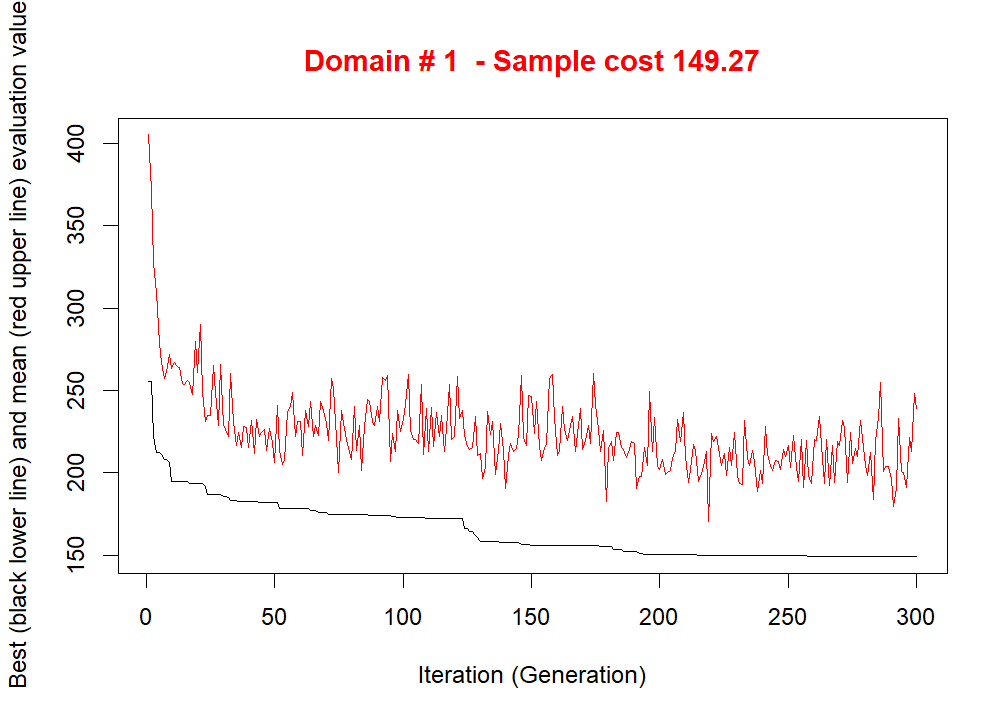 Domain # 1  - Sample cost 149.27
Best (black lower line) and mean (red upper line) evaluation value
400
350
300
250
200
150
0 50 100 150 200 250 300
Iteration (Generation)